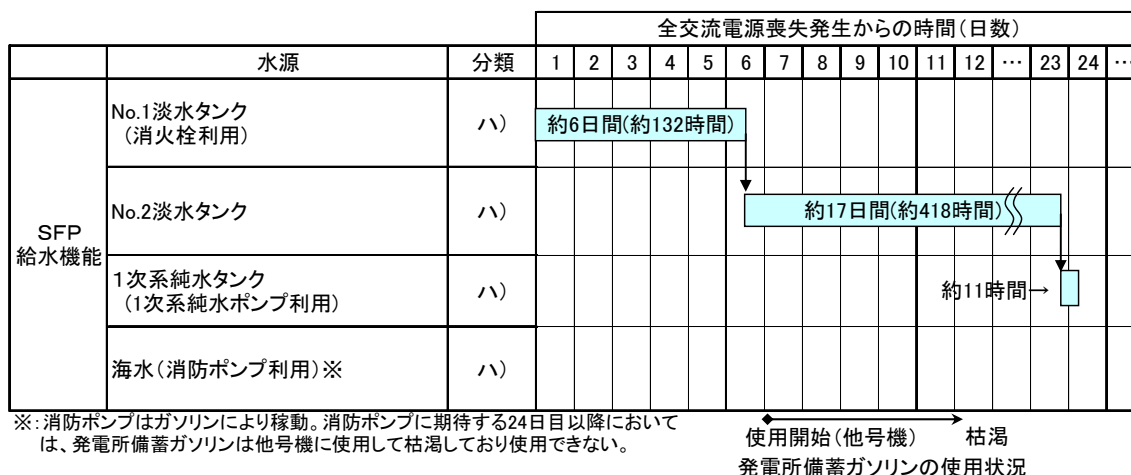 全交流電源喪失発生からの時間(日数)
水源 分類 1 2 3 4 5 6 7 8 9 10 11 12 … 23 24 …
SFP
給水機能
No.1淡水タンク
(消火栓利用)
ハ)
約6日間(約132時間)
No.2淡水タンク
ハ)
約17日間(約418時間)
1次系純水タンク
(1次系純水ポンプ利用)
ハ)
約11時間→
海水(消防ポンプ利用)※
ハ)
※:消防ポンプはガソリンにより稼動。消防ポンプに期待する24日目以降において
は、発電所備蓄ガソリンは他号機に使用して枯渇しており使用できない。
使用開始(他号機) 枯渇
発電所備蓄ガソリンの使用状況